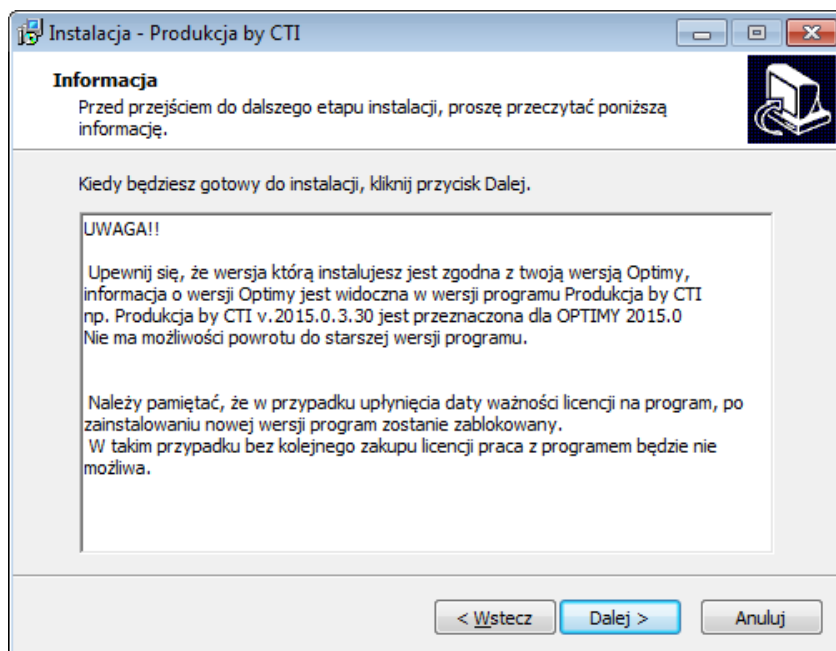 Instalacja - Produkcja by CTI
Informacja
Przed przejściem do dalszego etapu instalacji, proszę przeczytać poniższą
informację.
Kiedy będziesz gotowy do instalacji, kliknij przycisk Dalej.
UWAGA!!
Upewnij się, że wersja którą instalujesz jest zgodna z twoją wersją Optimy,
informacja o wersji Optimy jest widoczna w wersji programu Produkcja by CTI
np. Produkcja by CTI v.2015.0.3.30 jest przeznaczona dla OPTIMY 2015.0
Nie ma możliwości powrotu do starszej wersji programu.
Należy pamiętać, że w przypadku upłynięcia daty ważności licencji na program, po
zainstalowaniu nowej wersji program zostanie zablokowany.
W takim przypadku bez kolejnego zakupu licencji praca z programem będzie nie
możliwa.
< Wstecz
Dalej >
Anuluj